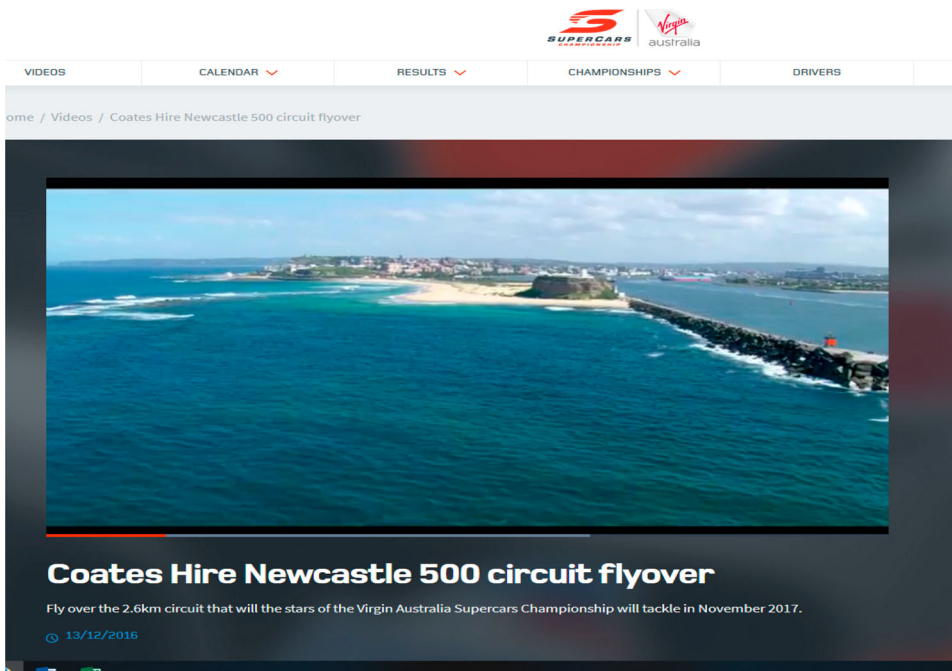 SUPERCARS
CHAMPIONSHIP
Virgin
australia
VIDEOS
CALENDAR
RESULTS
CHAMPIONSHIPS
DRIVERS
ome / Videos / Coates Hire Newcastle 500 circuit flyover
Coates Hire Newcastle 500 circuit flyover
Fly over the 2.6km circuit that will the stars of the Virgin Australia Supercars Championship will tackle in November 2017.
13/12/2016